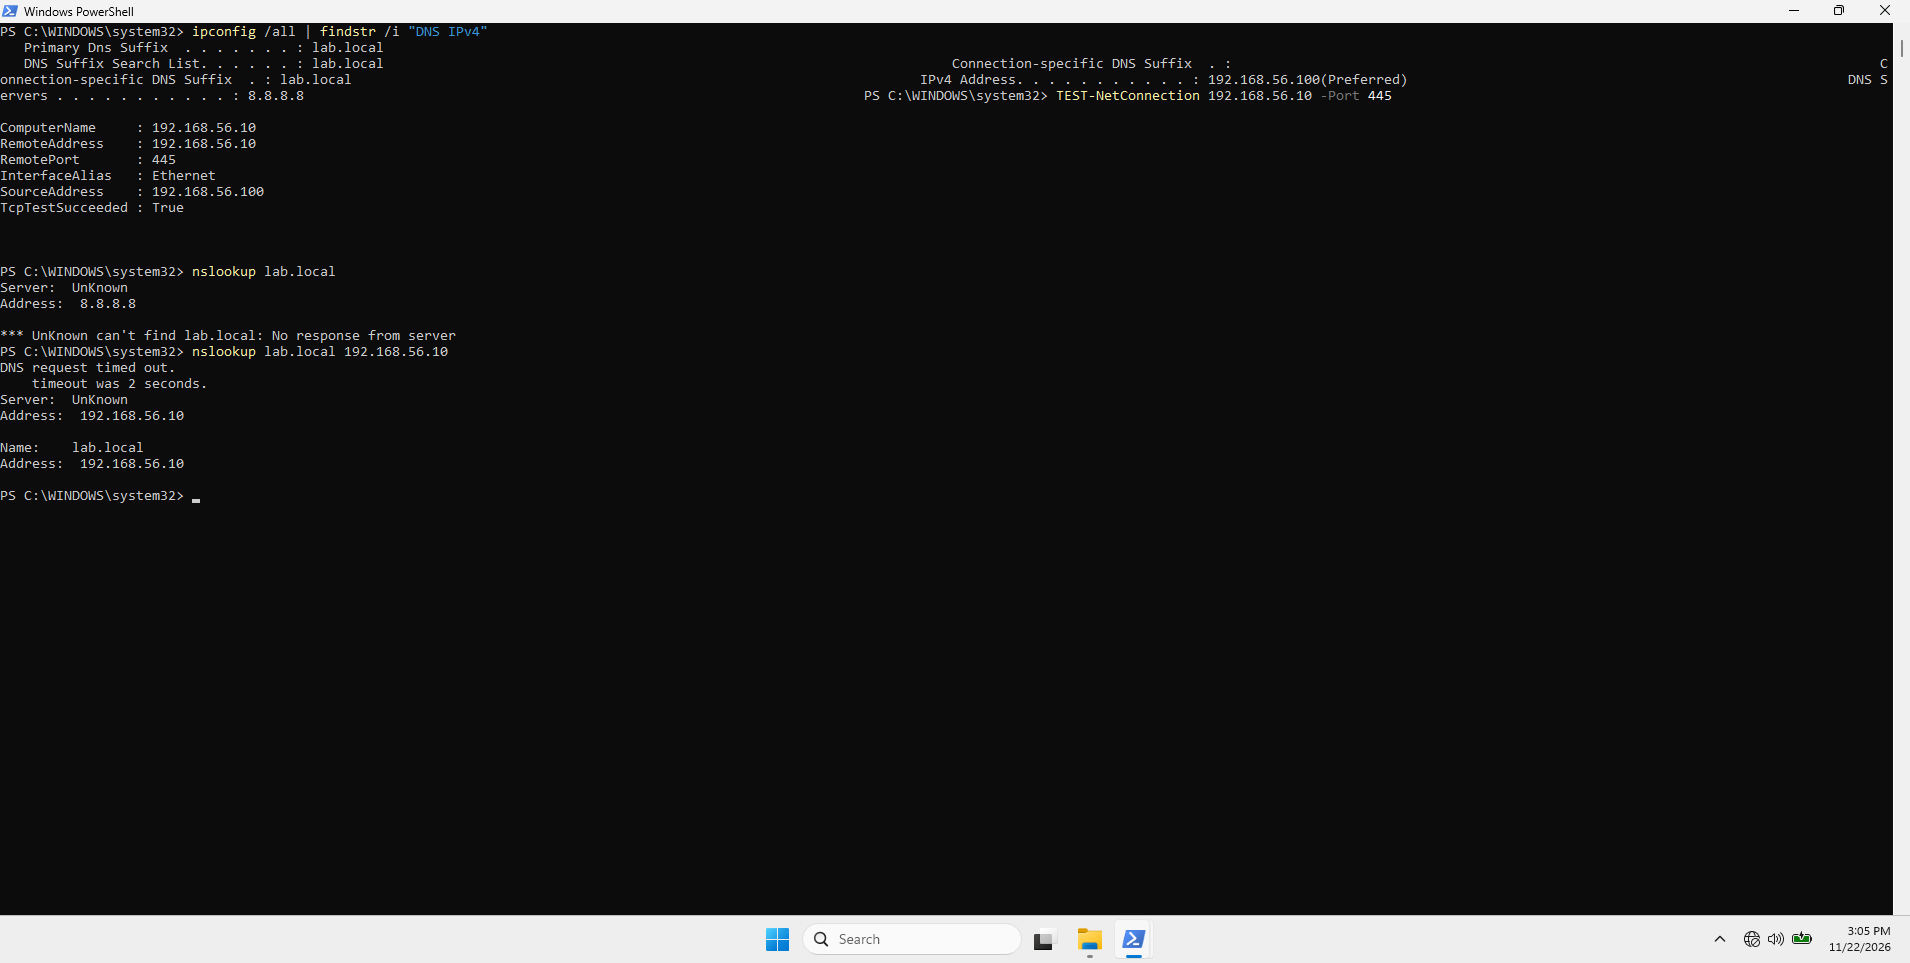 Windows PowerShell
PS C:\WINDOWS\system32> ipconfig /all | findstr /i "DNS IPv4"
   Primary Dns Suffix  . . . . . . . : lab.local
   DNS Suffix Search List. . . . . . : lab.local                                                                       Connection-specific DNS Suffix  . :                                                                                 C
onnection-specific DNS Suffix  . : lab.local                                                                       IPv4 Address. . . . . . . . . . . : 192.168.56.100(Preferred)                                                       DNS S
ervers . . . . . . . . . . . : 8.8.8.8                                                                      PS C:\WINDOWS\system32> TEST-NetConnection 192.168.56.10 -Port 445
ComputerName     : 192.168.56.10
RemoteAddress    : 192.168.56.10
RemotePort       : 445
InterfaceAlias   : Ethernet
SourceAddress    : 192.168.56.100
TcpTestSucceeded : True
PS C:\WINDOWS\system32> nslookup lab.local
Server:  UnKnown
Address:  8.8.8.8
*** UnKnown can't find lab.local: No response from server
PS C:\WINDOWS\system32> nslookup lab.local 192.168.56.10
DNS request timed out.
    timeout was 2 seconds.
Server:  UnKnown
Address:  192.168.56.10
Name:    lab.local
Address:  192.168.56.10
PS C:\WINDOWS\system32>
Search
3:05 PM
11/22/2026